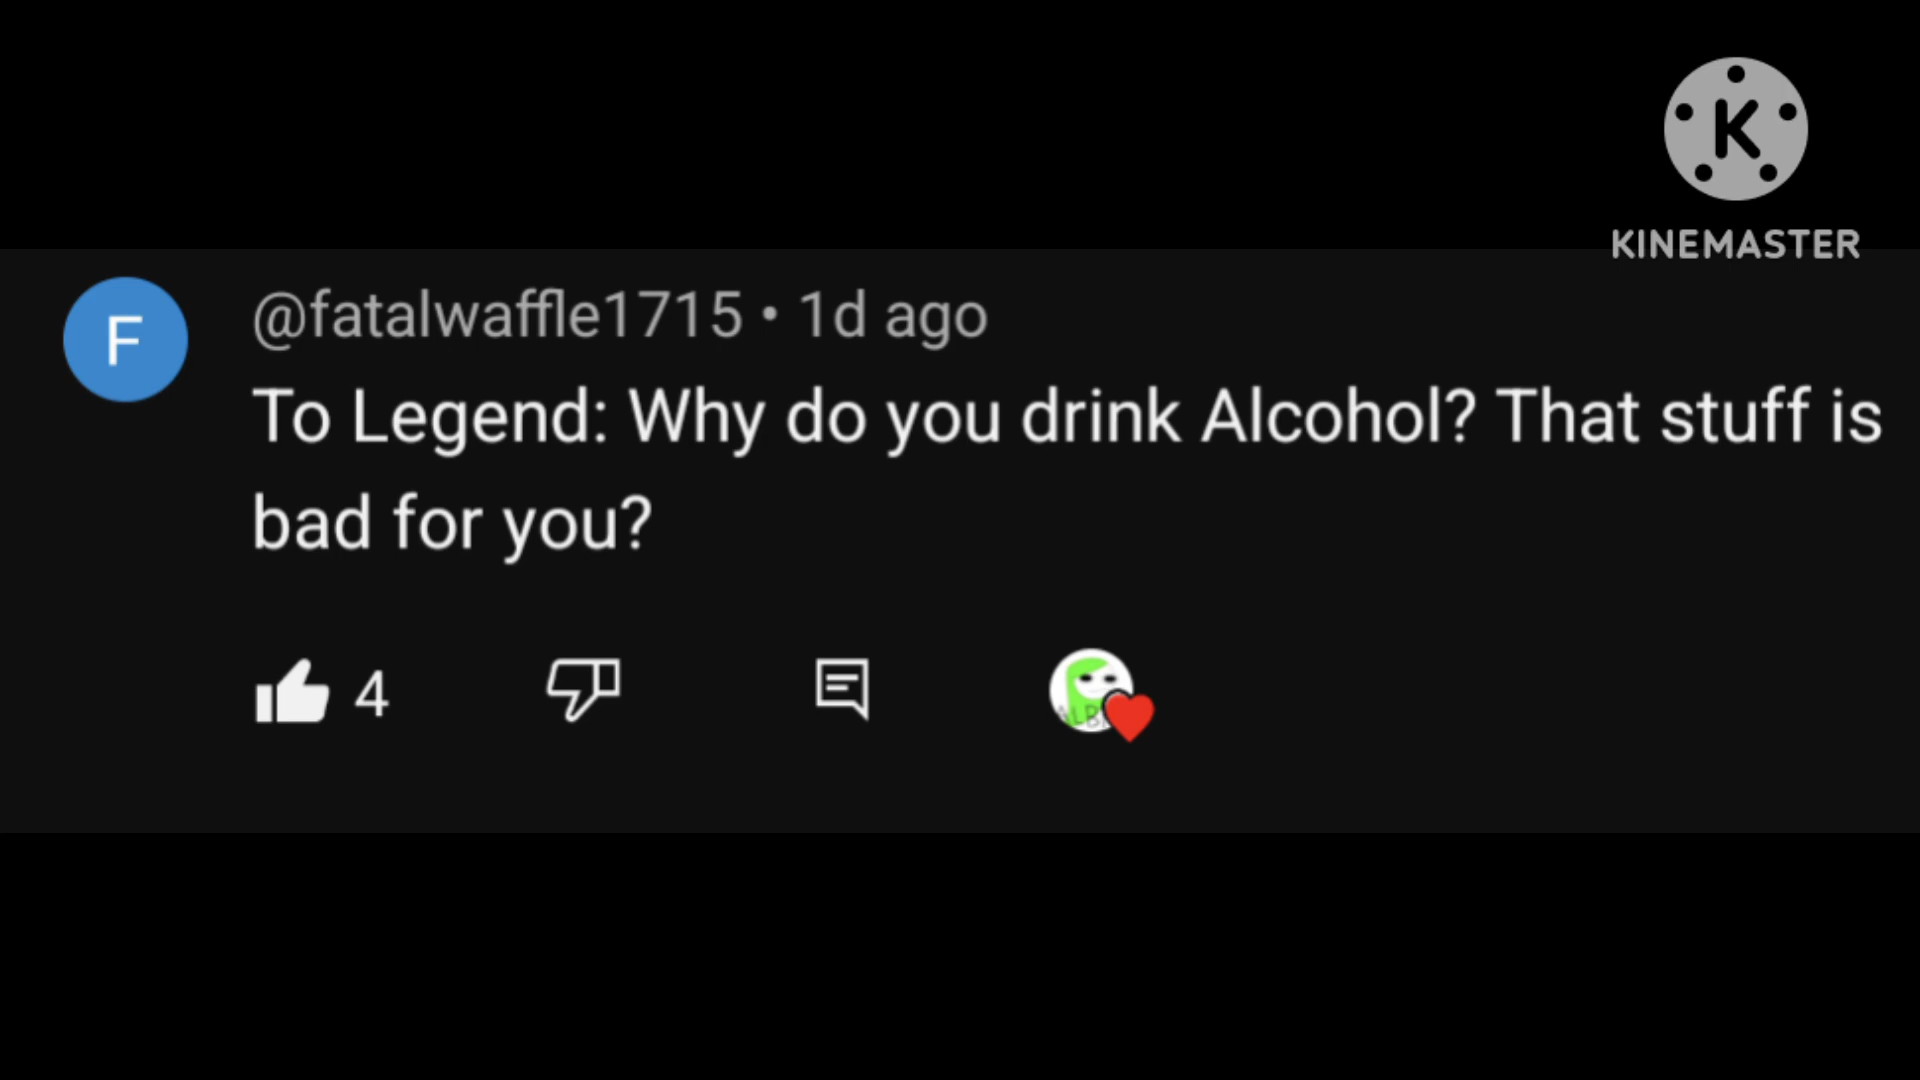 K
KINEMASTER
F
@fatalwaffle1715 • 1d ago
To Legend: Why do you drink Alcohol? That stuff is
bad for you?
4